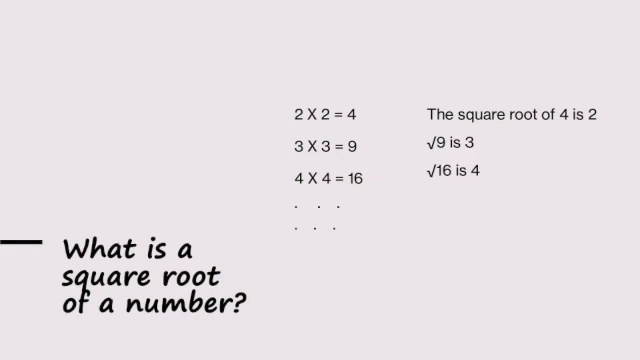 2 X 2 = 4
3 X 3 = 9
4 X 4 = 16
. . .
. . .
The square root of 4 is 2
√9 is 3
√16 is 4
What is a
square root
of a number?